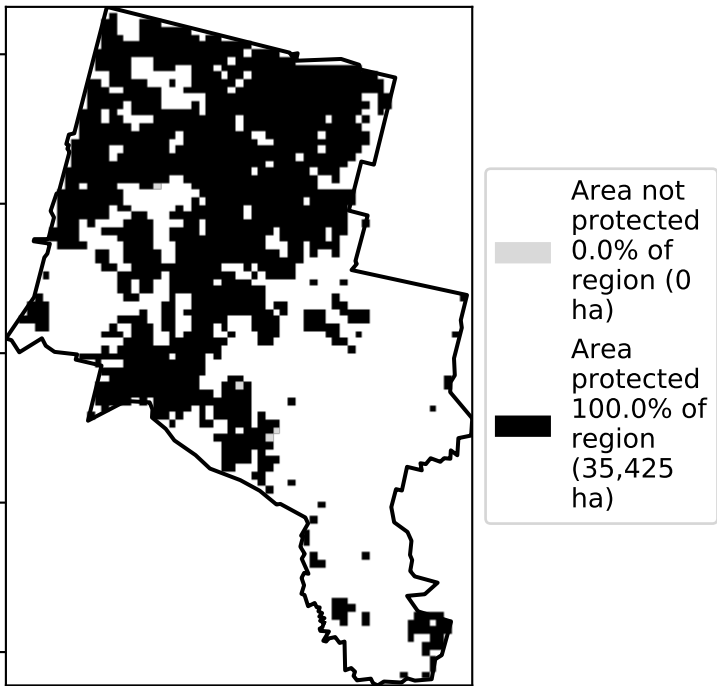 Area not
protected
0.0% of
region (0
ha)
Area
protected
100.0% of
region
(35,425
ha)